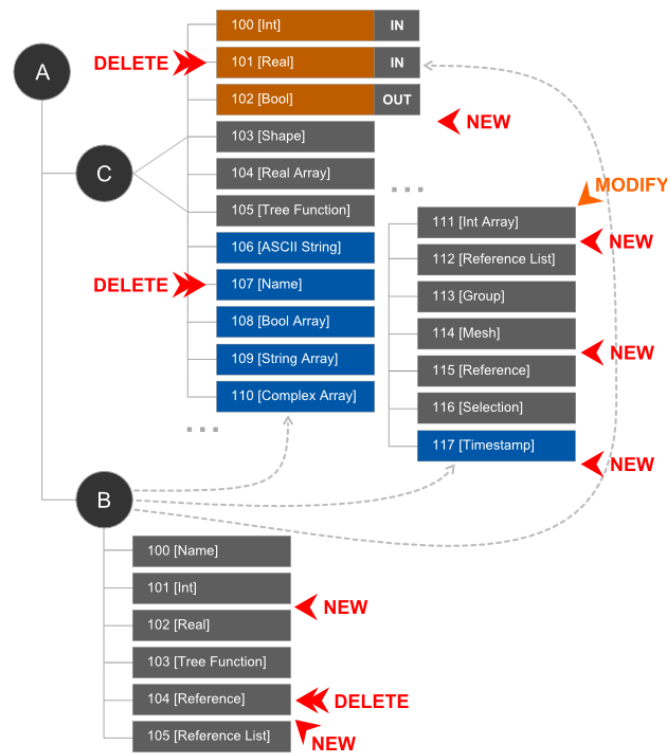 A
DELETE
100 [Int] IN
101 [Real] IN
102 [Bool] OUT
NEW
C
103 [Shape]
104 [Real Array]
105 [Tree Function]
106 [ASCII String]
DELETE
107 [Name]
108 [Bool Array]
109 [String Array]
110 [Complex Array]
...
...
MODIFY
111 [Int Array]
NEW
112 [Reference List]
113 [Group]
114 [Mesh]
NEW
115 [Reference]
116 [Selection]
117 [Timestamp]
NEW
B
100 [Name]
101 [Int]
NEW
102 [Real]
103 [Tree Function]
104 [Reference]
DELETE
105 [Reference List]
NEW